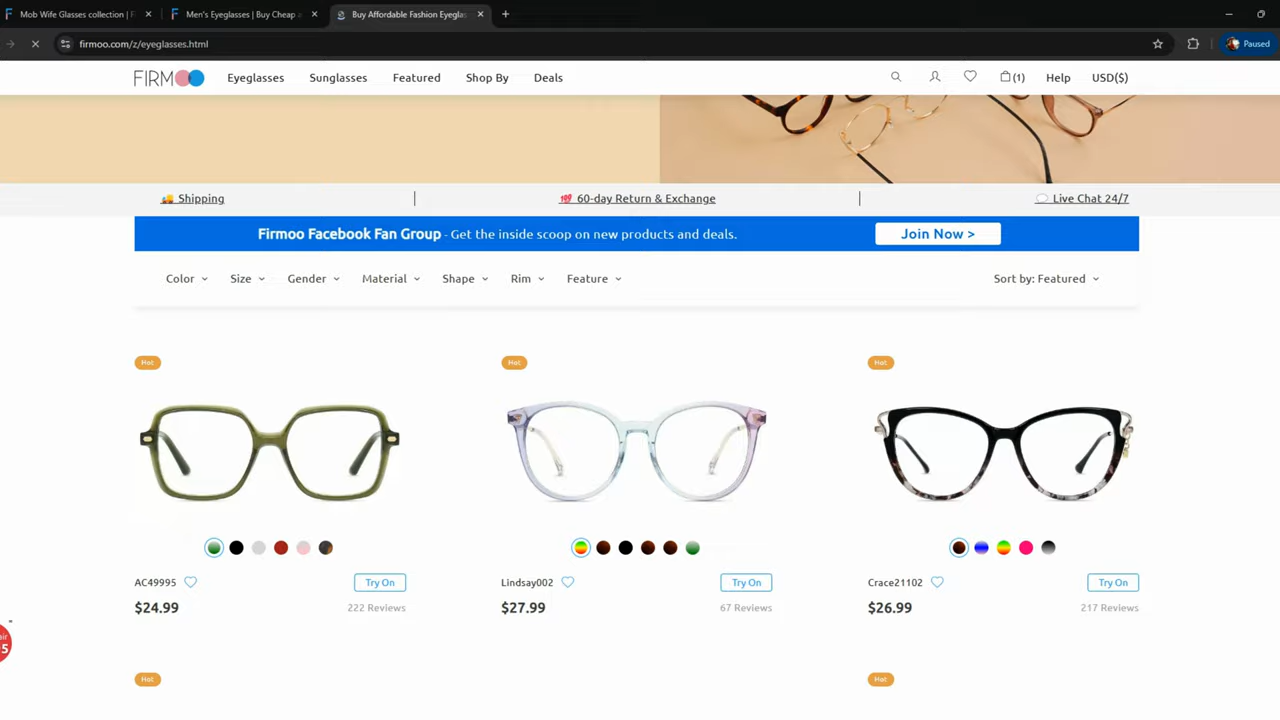 Mob Wife Glasses collection | F
Men's Eyeglasses | Buy Cheap a
Buy Affordable Fashion Eyegla
firmoo.com/z/eyeglasses.html
Paused
FIRMOO
Eyeglasses
Sunglasses
Featured
Shop By
Deals
(1)
Help
USD($)
Shipping
60-day Return & Exchange
Live Chat 24/7
Firmoo Facebook Fan Group - Get the inside scoop on new products and deals.
Join Now >
Color
Size
Gender
Material
Shape
Rim
Feature
Sort by: Featured
Hot
Hot
Hot
AC49995
Try On
$24.99
222 Reviews
Lindsay002
Try On
$27.99
67 Reviews
Crace21102
Try On
$26.99
217 Reviews
Hot
Hot